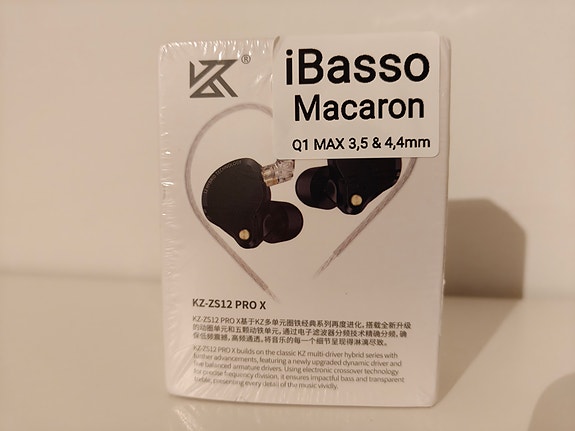 KZ®
iBasso
Macaron
Q1 MAX 3,5 & 4,4mm
KZ-ZS12 PRO X
KZ-ZS12 PRO X基于KZ多单元圈铁经典系列再度进化。搭载全新升级
的动圈单元和五颗动铁单元。通过电子滤波器分频技术精确分频,确
保低频震撼,高频通透。将音乐的每一个细节呈现得淋漓尽致。
KZ-ZS12 PRO X builds on the classic KZ multi-driver hybrid series with
further advancements, featuring a newly upgraded dynamic driver and
five balanced armature drivers. Using electronic crossover technology
for precise frequency division, it ensures impactful bass and transparent
treble, presenting every detail of the music vividly.